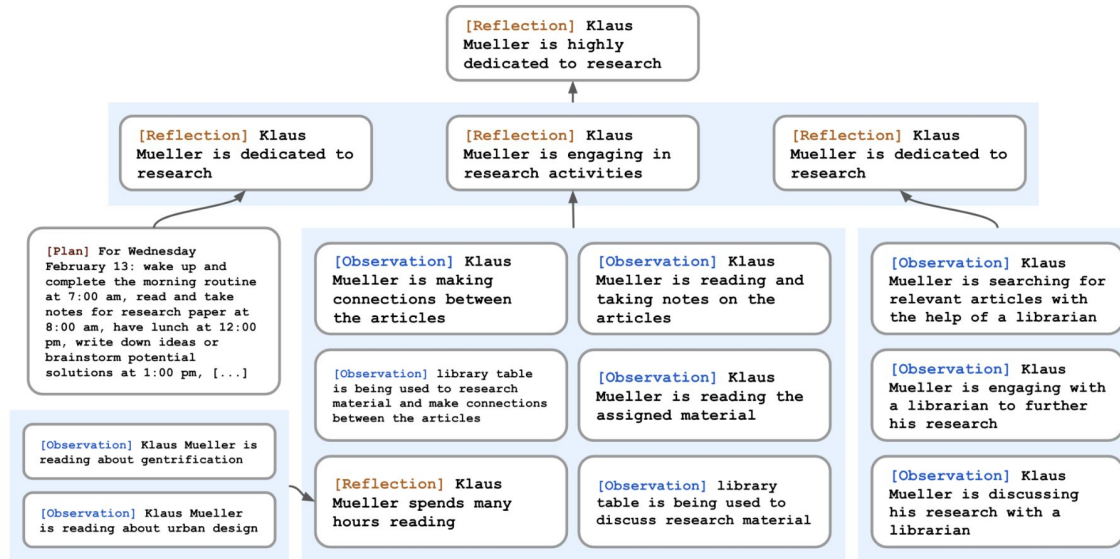 [Reflection] Klaus
Mueller is highly
dedicated to research
[Reflection] Klaus
Mueller is dedicated to
research
[Reflection] Klaus
Mueller is engaging in
research activities
[Reflection] Klaus
Mueller is dedicated to
research
[Plan] For Wednesday
February 13: wake up and
complete the morning routine
at 7:00 am, read and take
notes for research paper at
8:00 am, have lunch at 12:00
pm, write down ideas or
brainstorm potential
solutions at 1:00 pm, [...]
[Observation] Klaus Mueller is
reading about gentrification
[Observation] Klaus Mueller
is reading about urban design
[Observation] Klaus
Mueller is making
connections between
the articles
[Observation] Klaus
Mueller is reading and
taking notes on the
articles
[Observation] library table
is being used to research
material and make connections
between the articles
[Observation] Klaus
Mueller is reading the
assigned material
[Reflection] Klaus
Mueller spends many
hours reading
[Observation] library
table is being used to
discuss research material
[Observation] Klaus
Mueller is searching for
relevant articles with
the help of a librarian
[Observation] Klaus
Mueller is engaging with
a librarian to further
his research
[Observation] Klaus
Mueller is discussing
his research with a
librarian